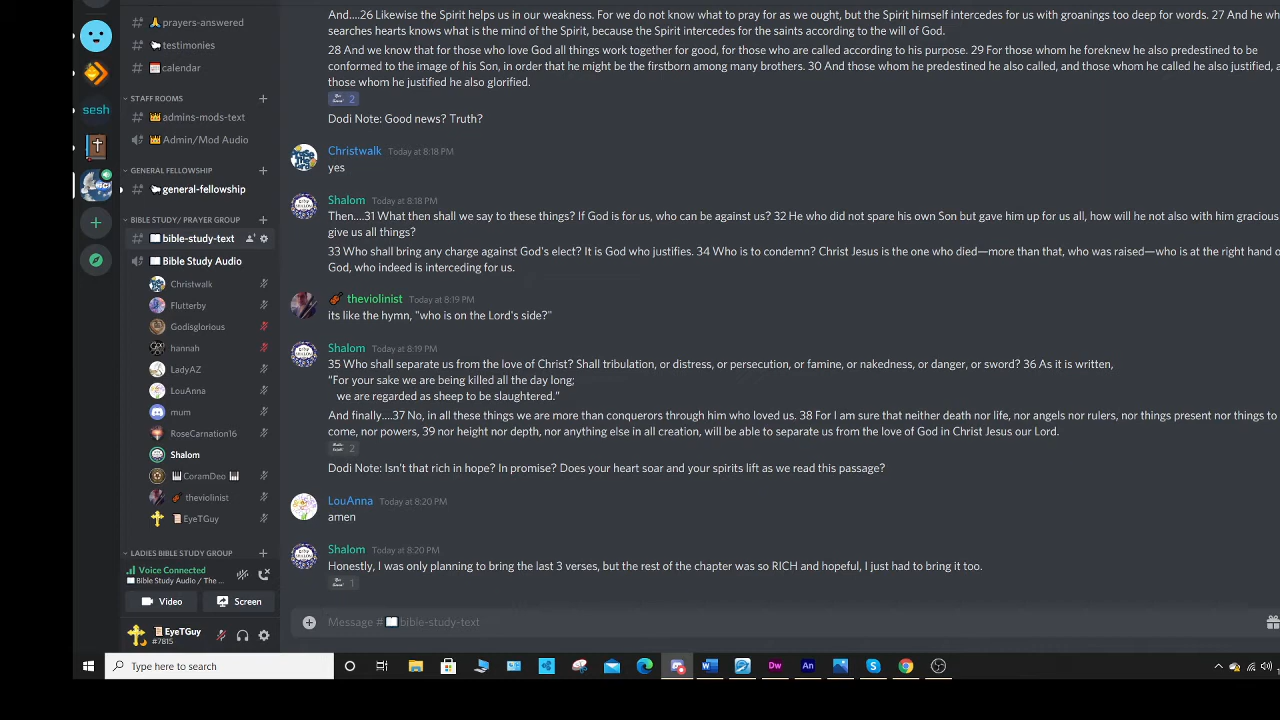 prayers-answered
testimonies
calendar
STAFF ROOMS
admins-mods-text
Admin/Mod Audio
GENERAL FELLOWSHIP
general-fellowship
BIBLE STUDY/ PRAYER GROUP
bible-study-text
Bible Study Audio
Christwalk
Flutterby
Godisglorious
hannah
LadyAZ
LouAnna
mum
RoseCarnation16
Shalom
CoramDeo
theviolinist
EyeTGuy
LADIES BIBLE STUDY GROUP
Voice Connected
Bible Study Audio / The ...
Video
Screen
EyeTGuy
#7815
sesh
And....26 Likewise the Spirit helps us in our weakness. For we do not know what to pray for as we ought, but the Spirit himself intercedes for us with groanings too deep for words. 27 And he w
searches hearts knows what is the mind of the Spirit, because the Spirit intercedes for the saints according to the will of God.
28 And we know that for those who love God all things work together for good, for those who are called according to his purpose. 29 For those whom he foreknew he also predestined to be
conformed to the image of his Son, in order that he might be the firstborn among many brothers. 30 And those whom he predestined he also called, and those whom he called he also justified, a
those whom he justified he also glorified.
2
Dodi Note: Good news? Truth?
Christwalk Today at 8:18 PM
yes
Shalom Today at 8:18 PM
Then....31 What then shall we say to these things? If God is for us, who can be against us? 32 He who did not spare his own Son but gave him up for us all, how will he not also with him gracious
give us all things?
33 Who shall bring any charge against God's elect? It is God who justifies. 34 Who is to condemn? Christ Jesus is the one who died—more than that, who was raised—who is at the right hand o
God, who indeed is interceding for us.
theviolinist Today at 8:19 PM
its like the hymn, "who is on the Lord's side?"
Shalom Today at 8:19 PM
35 Who shall separate us from the love of Christ? Shall tribulation, or distress, or persecution, or famine, or nakedness, or danger, or sword? 36 As it is written,
"For your sake we are being killed all the day long;
we are regarded as sheep to be slaughtered."
And finally....37 No, in all these things we are more than conquerors through him who loved us. 38 For I am sure that neither death nor life, nor angels nor rulers, nor things present nor things to
come, nor powers, 39 nor height nor depth, nor anything else in all creation, will be able to separate us from the love of God in Christ Jesus our Lord.
2
Dodi Note: Isn't that rich in hope? In promise? Does your heart soar and your spirits lift as we read this passage?
LouAnna Today at 8:20 PM
amen
Shalom Today at 8:20 PM
Honestly, I was only planning to bring the last 3 verses, but the rest of the chapter was so RICH and hopeful, I just had to bring it too.
1
Message # bible-study-text
Type here to search
Dw
An